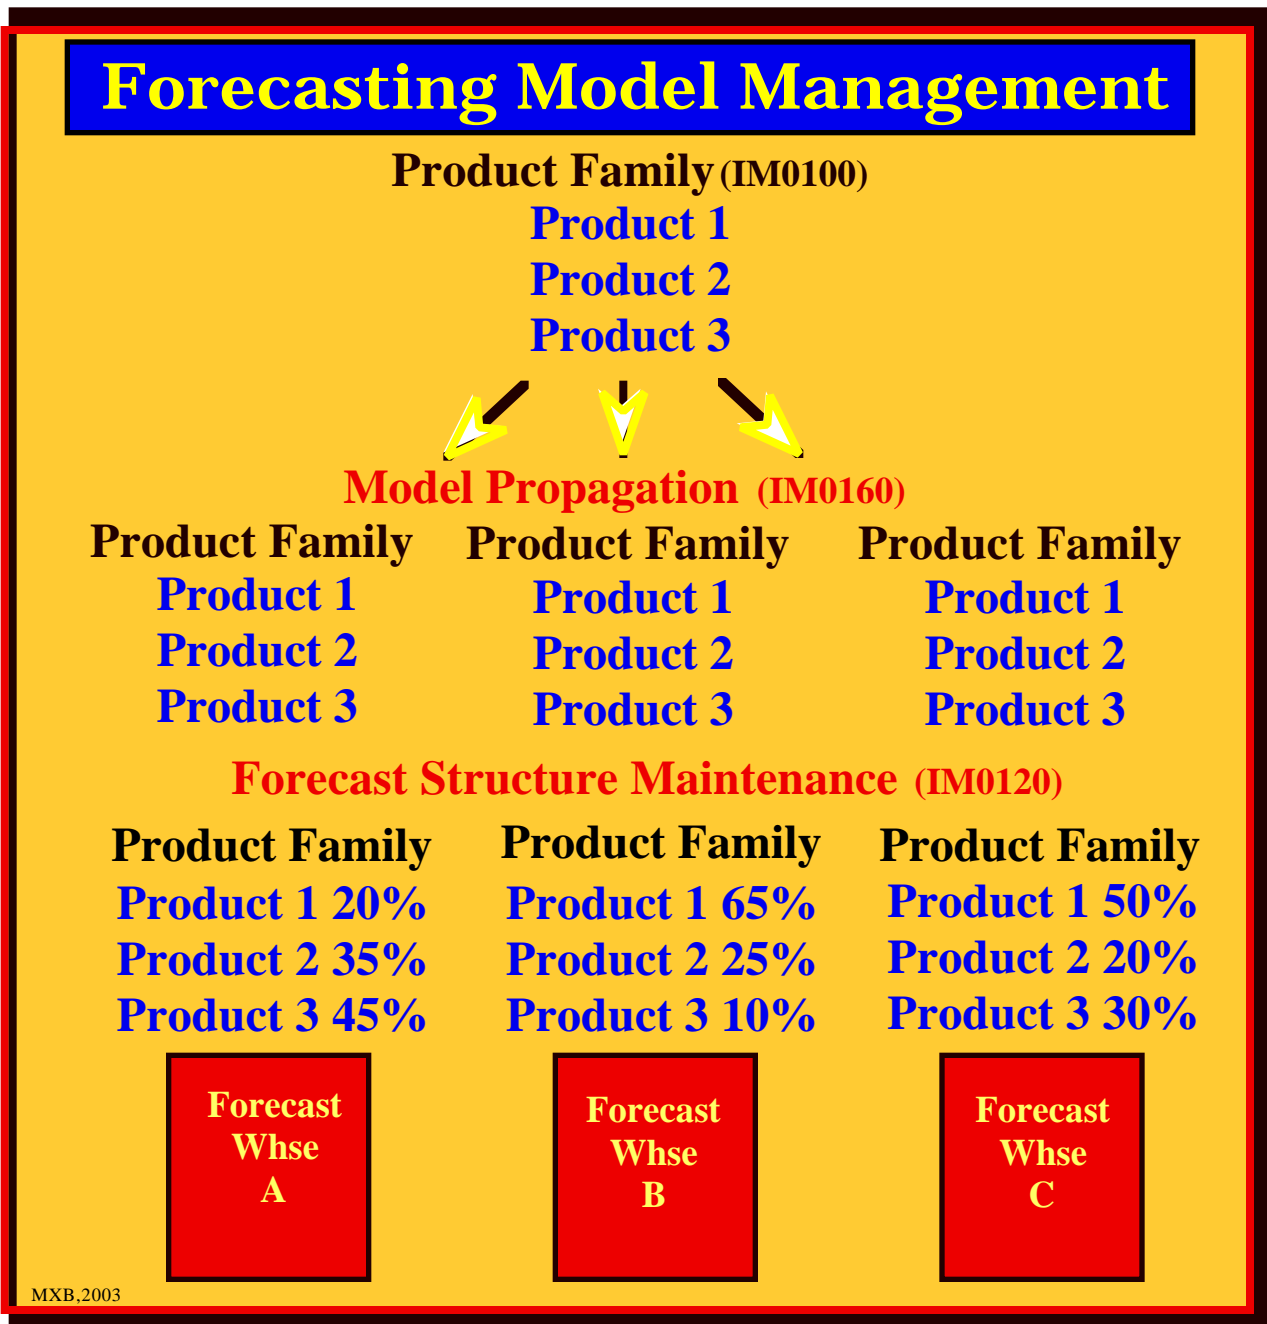 Forecasting Model Management
Product Family (IM0100)
Product 1
Product 2
Product 3
Model Propagation (IM0160)
Product Family
Product 1
Product 2
Product 3
Product Family
Product 1
Product 2
Product 3
Product Family
Product 1
Product 2
Product 3
Forecast Structure Maintenance (IM0120)
Product Family
Product 1 20%
Product 2 35%
Product 3 45%
Forecast
Whse
A
Product Family
Product 1 65%
Product 2 25%
Product 3 10%
Forecast
Whse
B
Product Family
Product 1 50%
Product 2 20%
Product 3 30%
Forecast
Whse
C
MXB,2003